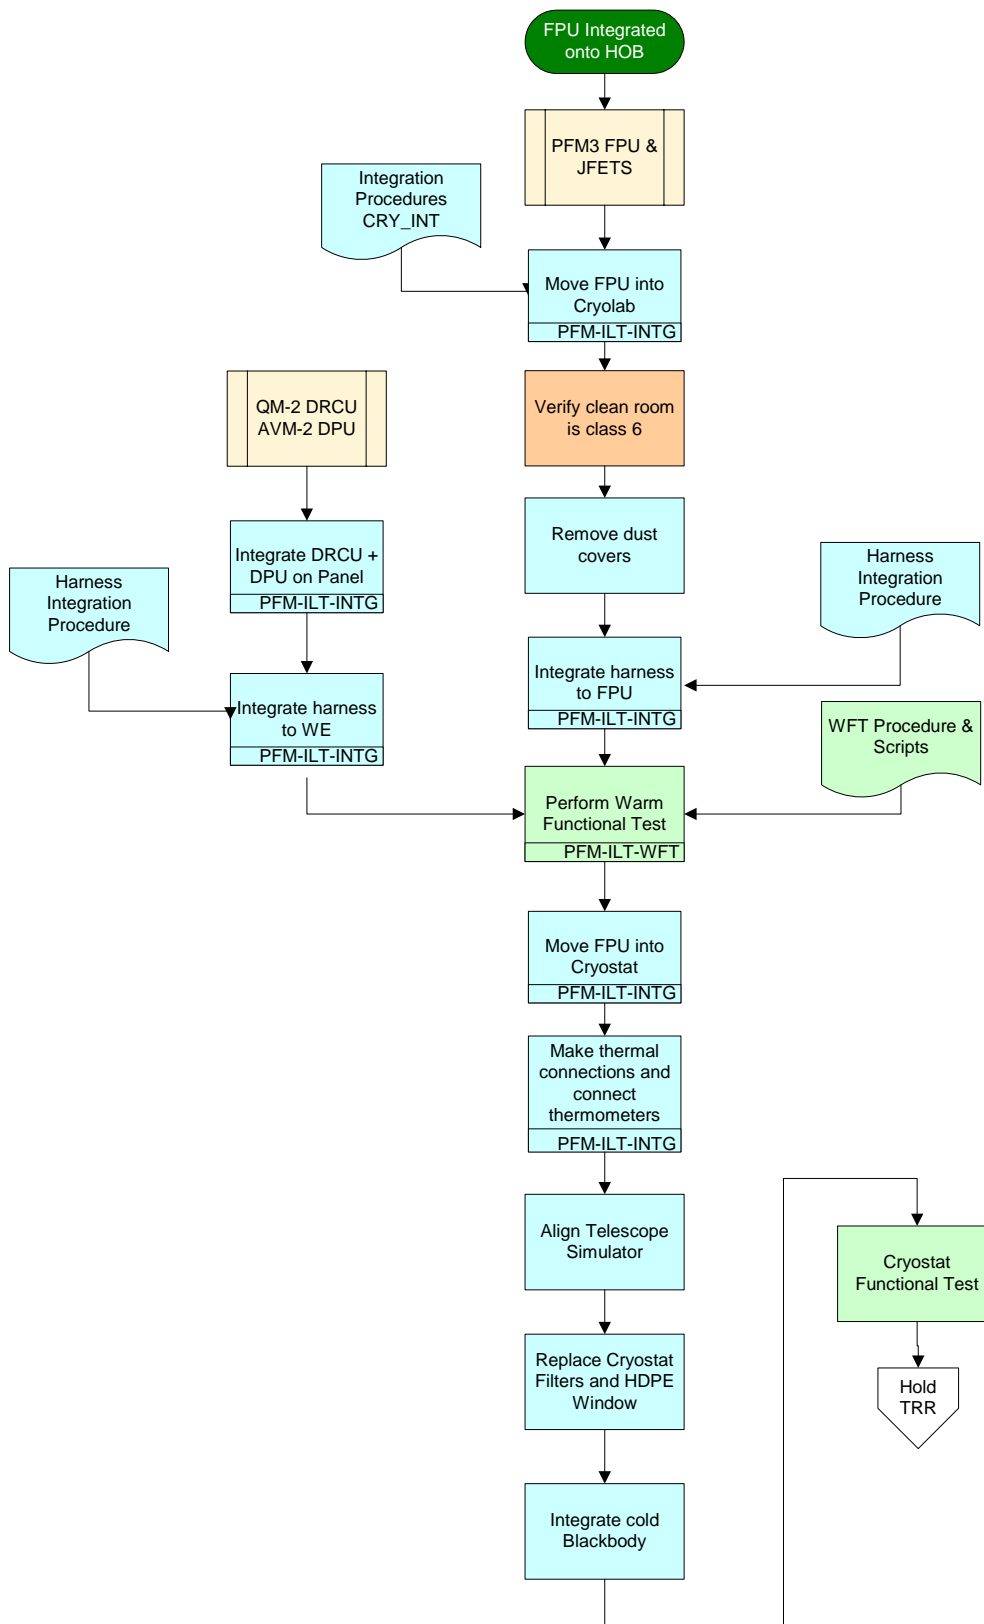 FPU Integrated
onto HOB
PFM3 FPU &
JFETS
Integration
Procedures
CRY_INT
Move FPU into
Cryolab
PFM-ILT-INTG
QM-2 DRCU
AVM-2 DPU
Verify clean room
is class 6
Remove dust
covers
Integrate DRCU +
DPU on Panel
PFM-ILT-INTG
Harness
Integration
Procedure
Harness
Integration
Procedure
Integrate harness
to WE
PFM-ILT-INTG
Integrate harness
to FPU
PFM-ILT-INTG
WFT Procedure &
Scripts
Perform Warm
Functional Test
PFM-ILT-WFT
Move FPU into
Cryostat
PFM-ILT-INTG
Make thermal
connections and
connect
thermometers
PFM-ILT-INTG
Align Telescope
Simulator
Cryostat
Functional Test
Replace Cryostat
Filters and HDPE
Window
Hold
TRR
Integrate cold
Blackbody